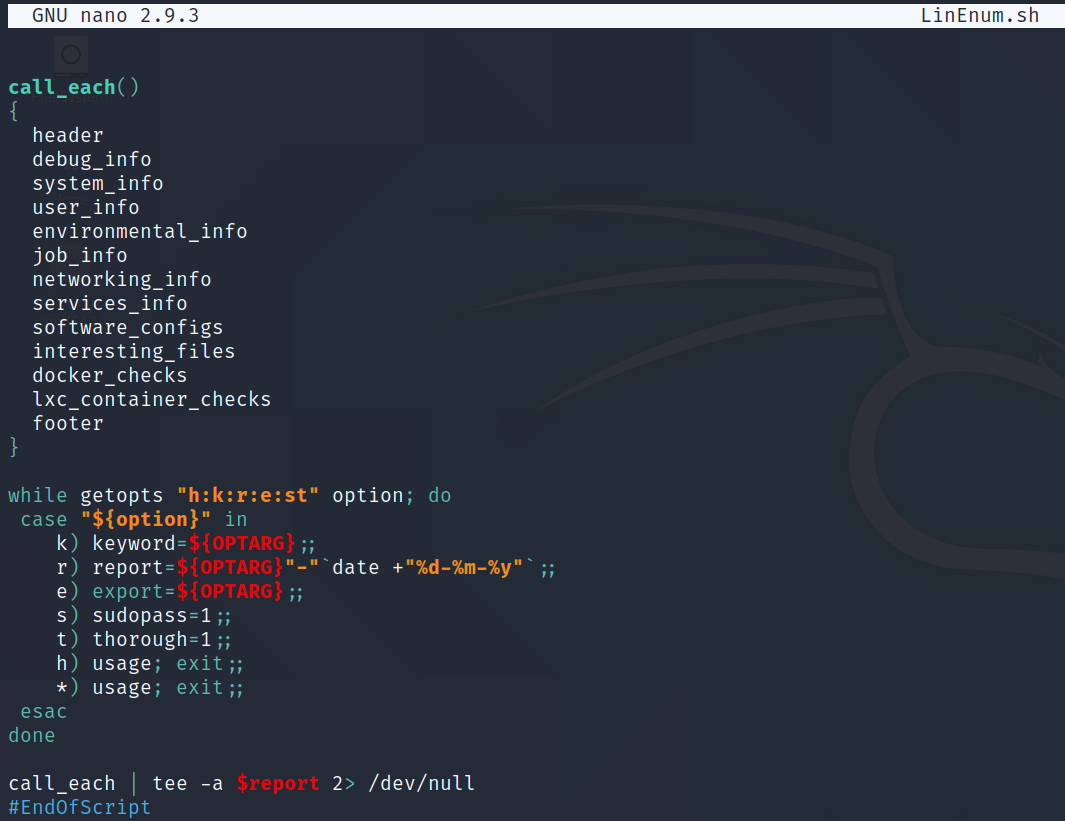 GNU nano 2.9.3 LinEnum.sh
call_each()
{
  header
  debug_info
  system_info
  user_info
  environmental_info
  job_info
  networking_info
  services_info
  software_configs
  interesting_files
  docker_checks
  lxc_container_checks
  footer
}
while getopts "h:k:r:e:st" option; do
 case "${option}" in
    k) keyword=${OPTARG};;
    r) report=${OPTARG}"-"`date +"%d-%m-%y"`;;
    e) export=${OPTARG};;
    s) sudopass=1;;
    t) thorough=1;;
    h) usage; exit;;
    *) usage; exit;;
 esac
done
call_each | tee -a $report 2> /dev/null
#EndOfScript